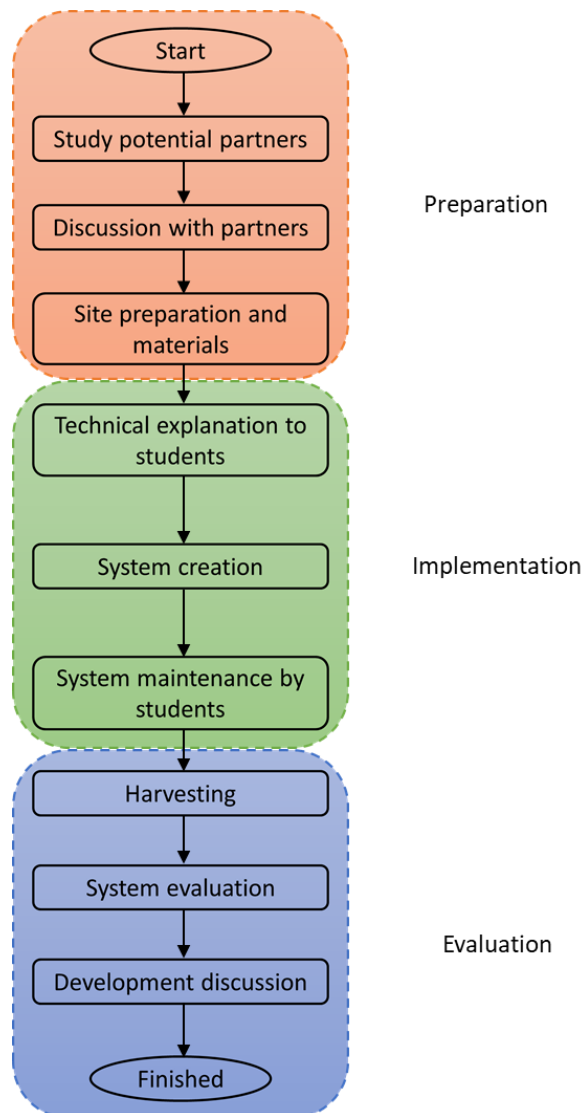 Start
Study potential partners
Discussion with partners
Preparation
Site preparation and
materials
Technical explanation to
students
System creation
Implementation
System maintenance by
students
Harvesting
System evaluation
Evaluation
Development discussion
Finished